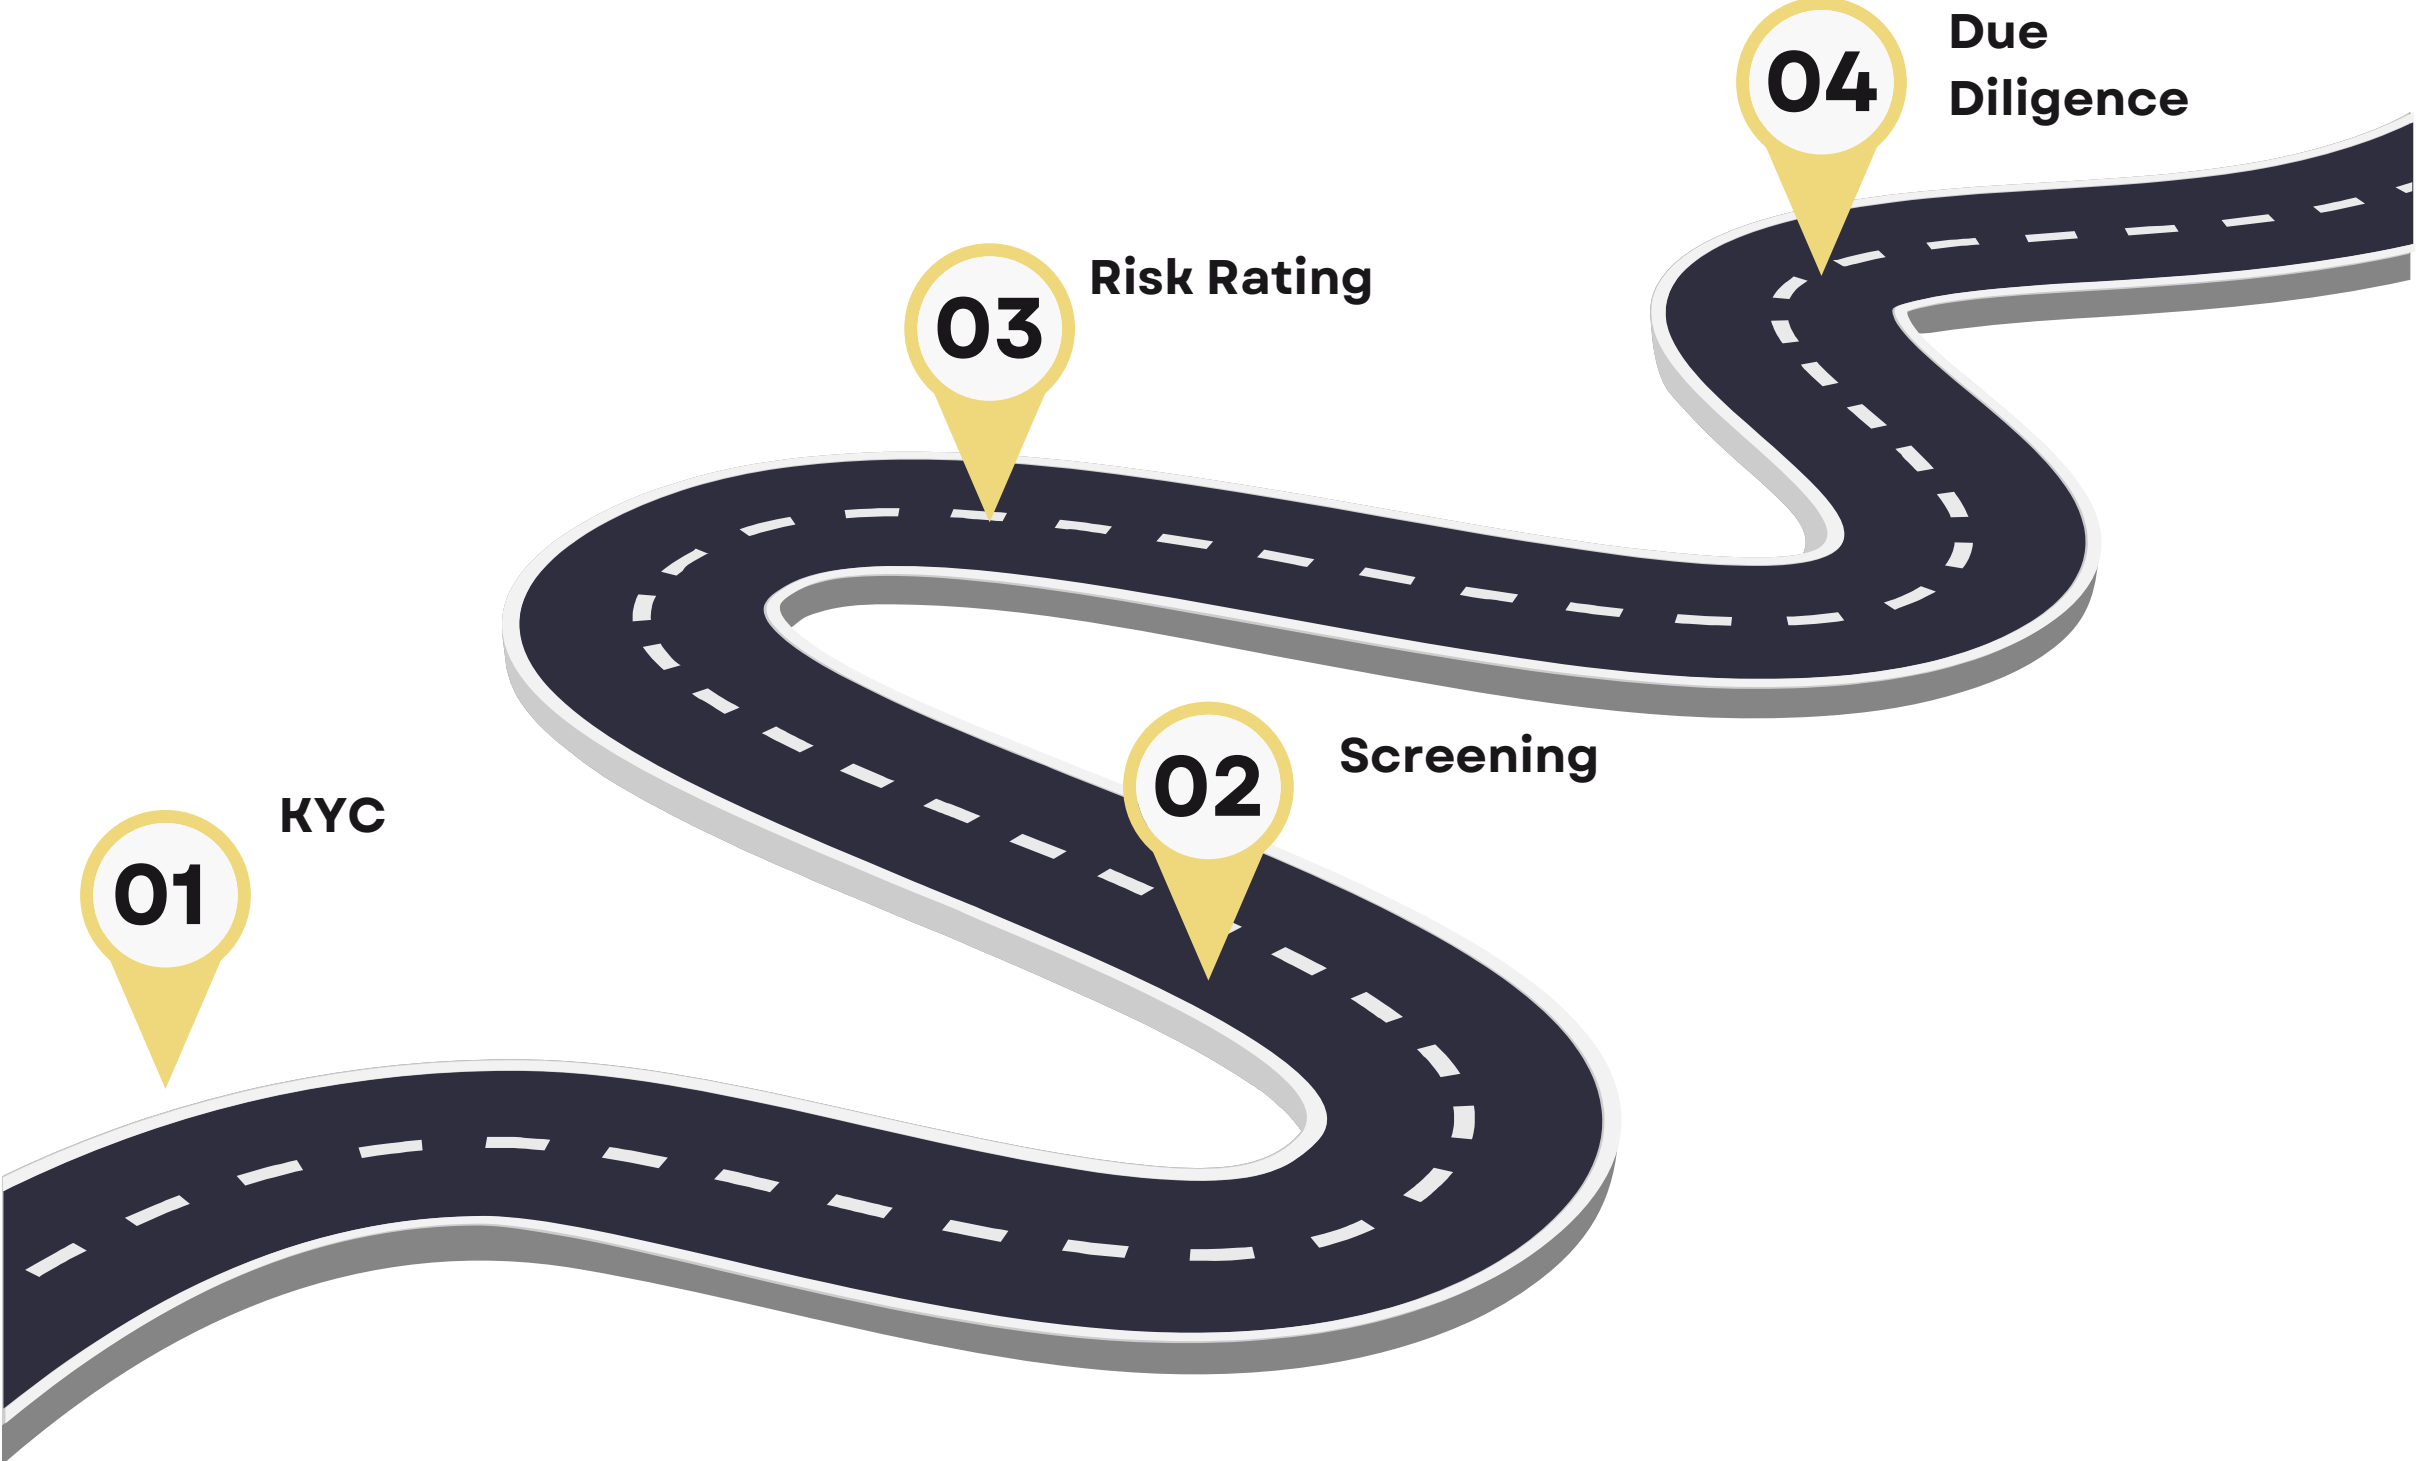 04
Due
Diligence
03
Risk Rating
02
Screening
01
KYC